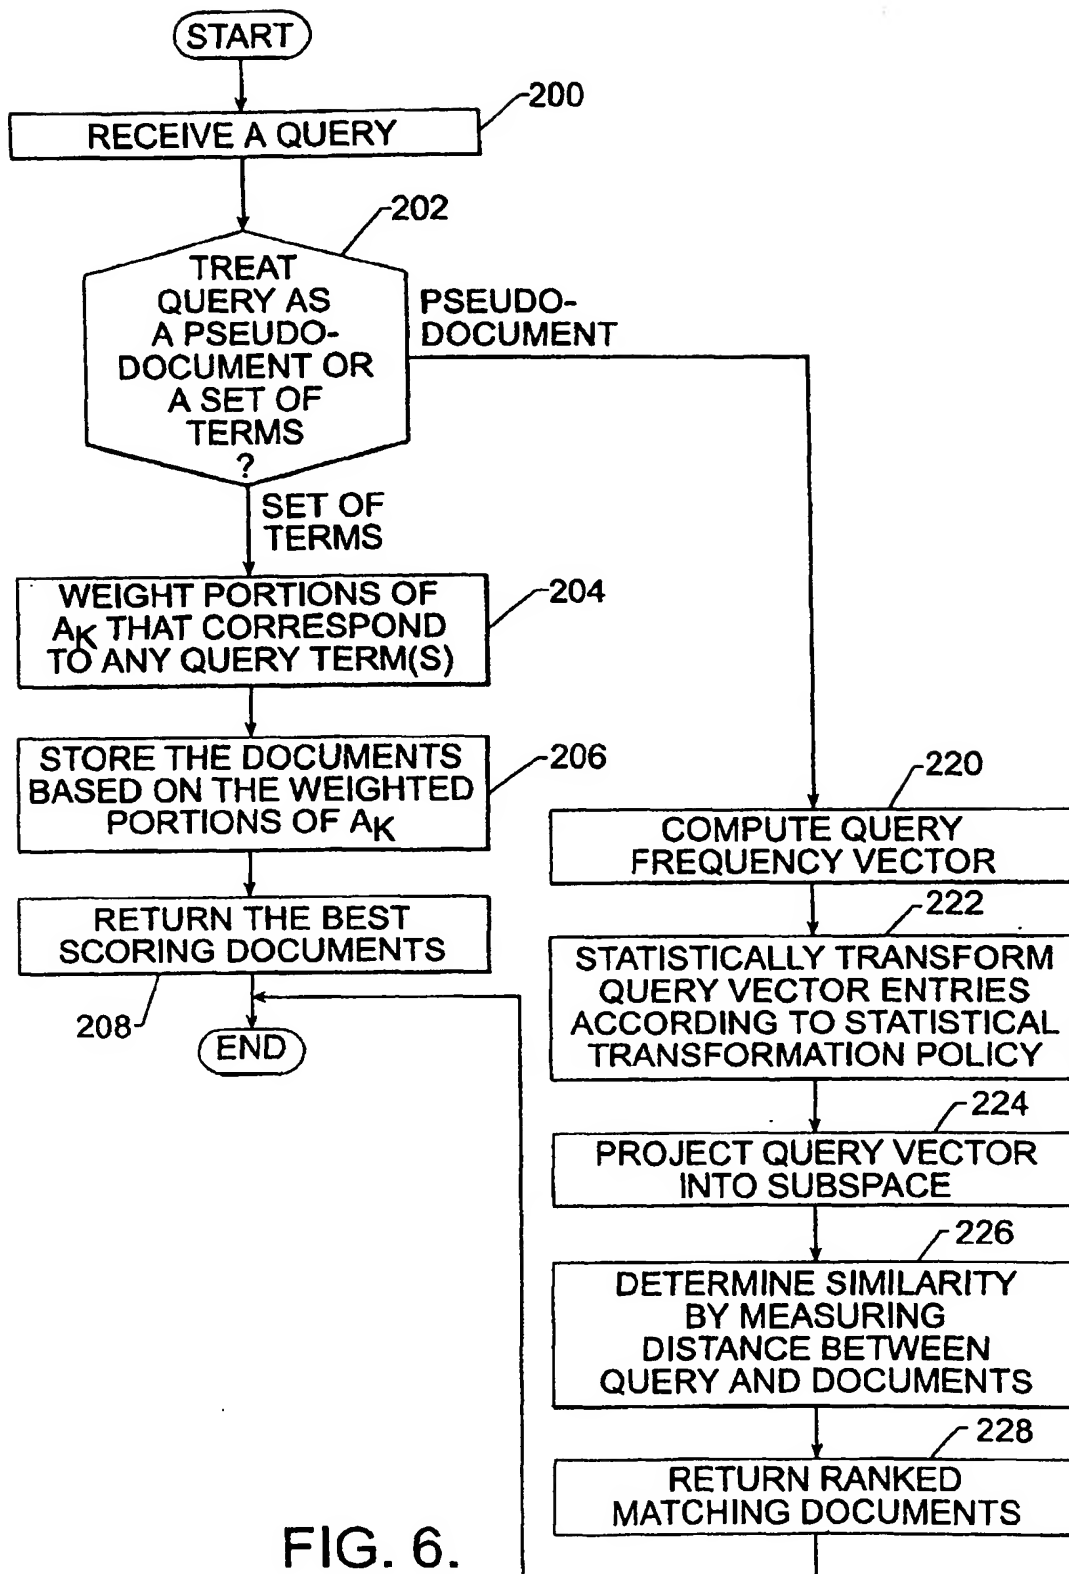 START
200
RECEIVE A QUERY
202
TREAT
QUERY AS
A PSEUDO-
DOCUMENT OR
A SET OF
TERMS
?
PSEUDO-
DOCUMENT
SET OF
TERMS
204
WEIGHT PORTIONS OF
AK THAT CORRESPOND
TO ANY QUERY TERM(S)
206
STORE THE DOCUMENTS
BASED ON THE WEIGHTED
PORTIONS OF AK
RETURN THE BEST
SCORING DOCUMENTS
208
END
220
COMPUTE QUERY
FREQUENCY VECTOR
222
STATISTICALLY TRANSFORM
QUERY VECTOR ENTRIES
ACCORDING TO STATISTICAL
TRANSFORMATION POLICY
224
PROJECT QUERY VECTOR
INTO SUBSPACE
226
DETERMINE SIMILARITY
BY MEASURING
DISTANCE BETWEEN
QUERY AND DOCUMENTS
228
RETURN RANKED
MATCHING DOCUMENTS
FIG. 6.